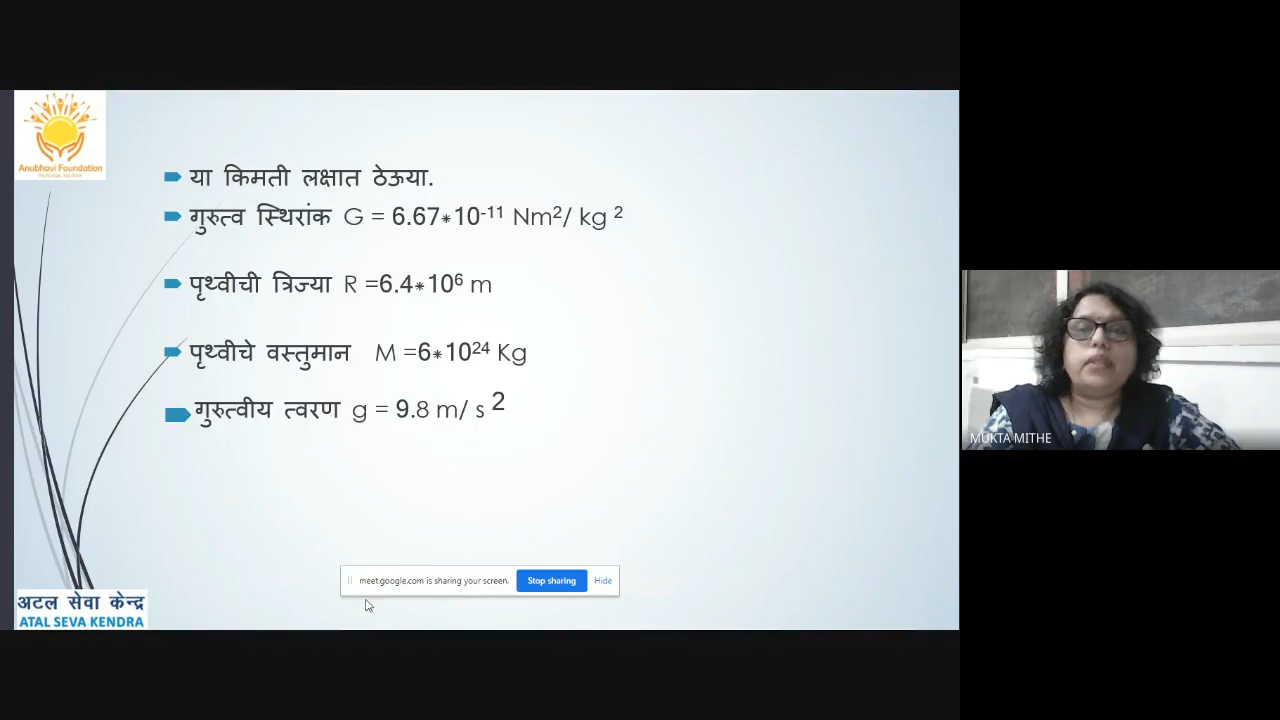 Anubhavi Foundation
या किमती लक्षात ठेऊया.
गुरुत्व स्थिरांक G = 6.67*10⁻¹¹ Nm²/ kg ²
पृथ्वीची त्रिज्या R =6.4*10⁶ m
पृथ्वीचे वस्तुमान M =6*10²⁴ Kg
गुरुत्वीय त्वरण g = 9.8 m/ s ²
MUKTA MITHE
meet.google.com is sharing your screen. Stop sharing Hide
अटल सेवा केन्द्र
ATAL SEVA KENDRA